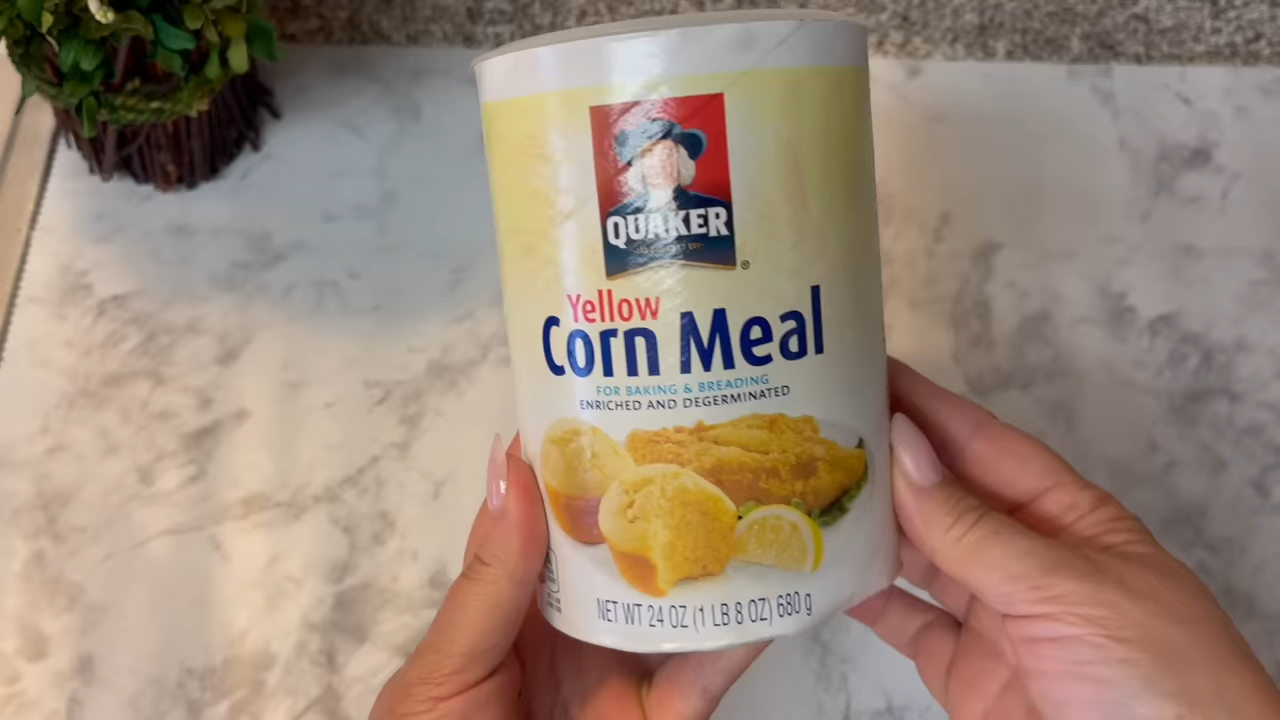 QUAKER
®
Yellow
Corn Meal
FOR BAKING & BREADING
ENRICHED AND DEGERMINATED
NET WT 24 OZ (1 LB 8 OZ) 680 g